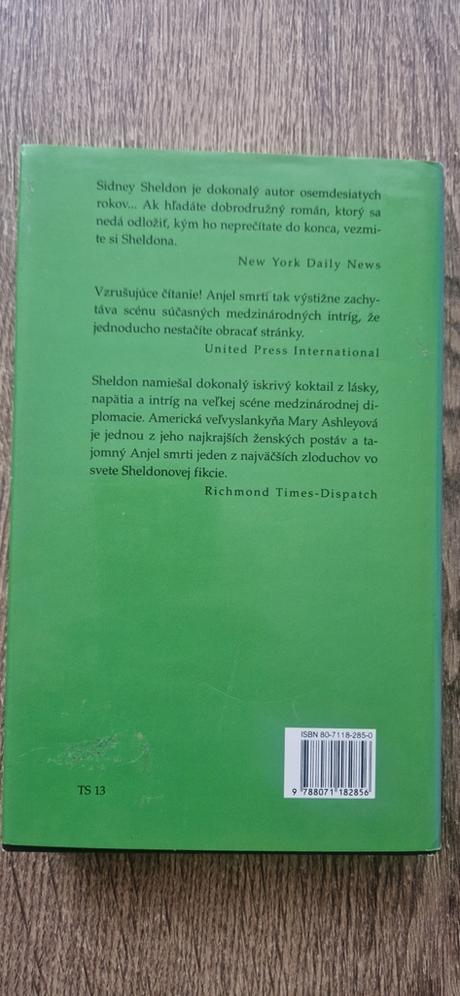 Sidney Sheldon je dokonalý autor osemdesiatych
rokov... Ak hľadáte dobrodružný román, ktorý sa
nedá odložiť, kým ho neprečítate do konca, vezmi-
te si Sheldona.
New York Daily News
Vzrušujúce čítanie! Anjel smrti tak výstižne zachy-
táva scénu súčasných medzinárodných intríg, že
jednoducho nestačíte obracať stránky.
United Press International
Sheldon namiešal dokonalý iskrivý koktail z lásky,
napätia a intríg na veľkej scéne medzinárodnej di-
plomacie. Americká veľvyslankyňa Mary Ashleyová
je jednou z jeho najkrajších ženských postáv a ta-
jomný Anjel smrti jeden z najväčších zloduchov vo
svete Sheldonovej fikcie.
Richmond Times-Dispatch
ISBN 80-7118-285-0
9 788071 182856
TS 13